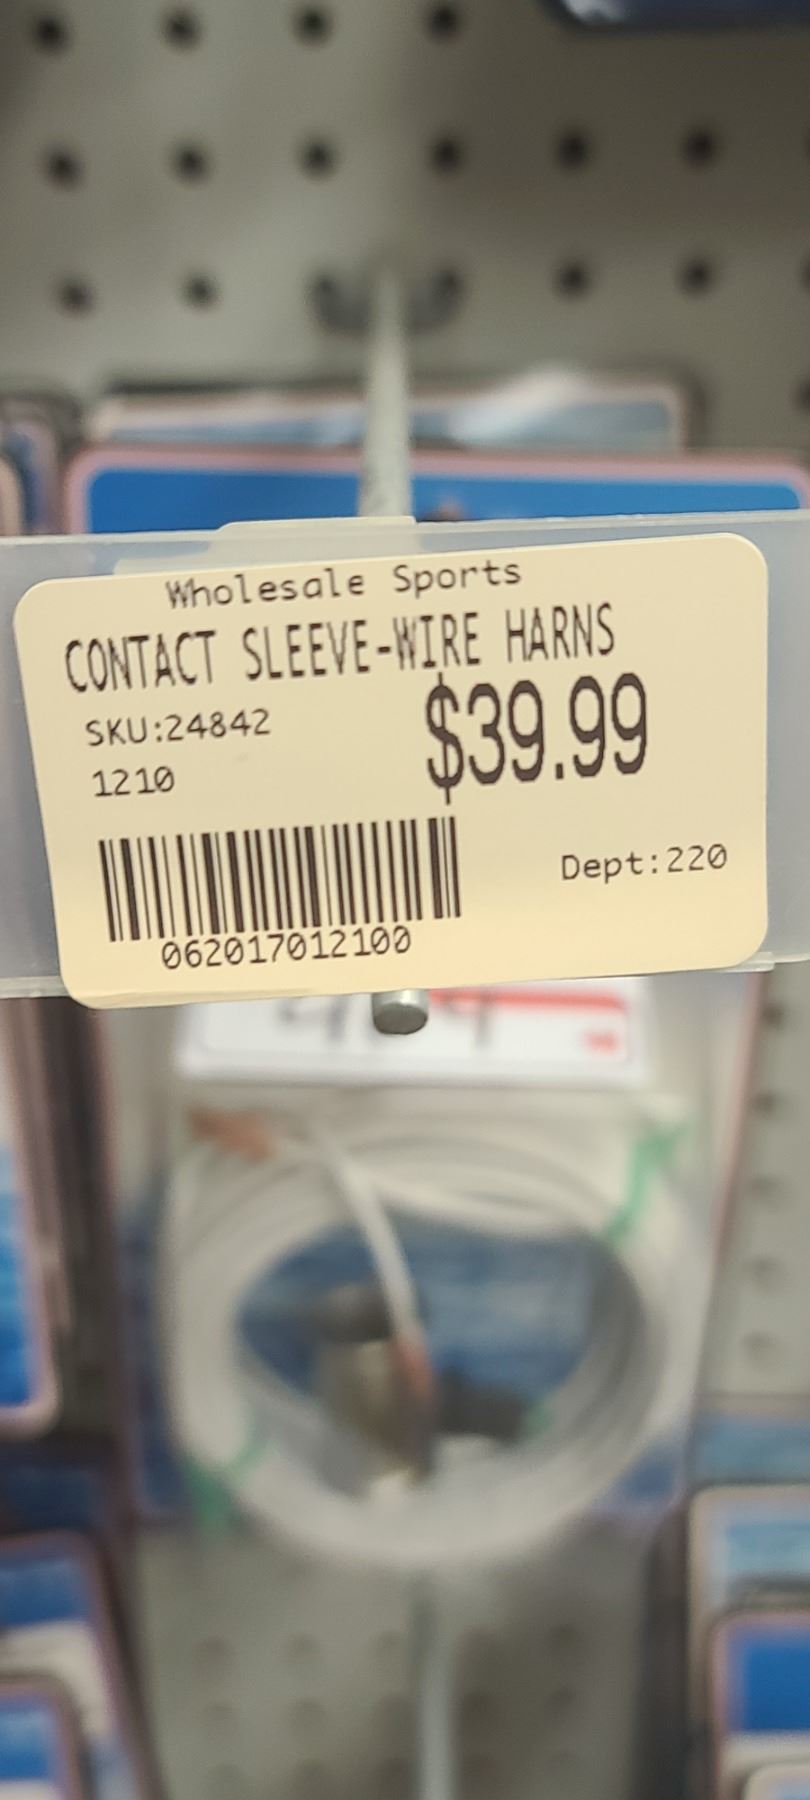 Wholesale Sports
CONTACT SLEEVE-WIRE HARNS
SKU:24842
$39.99
1210
Dept:220
062017012100